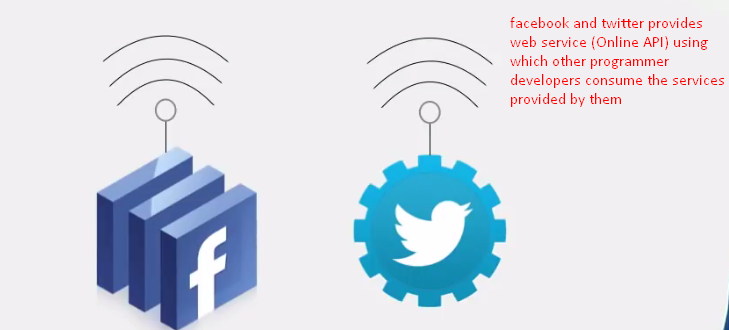 facebook and twitter provides
web service (Online API) using
which other programmer
developers consume the services
provided by them
f